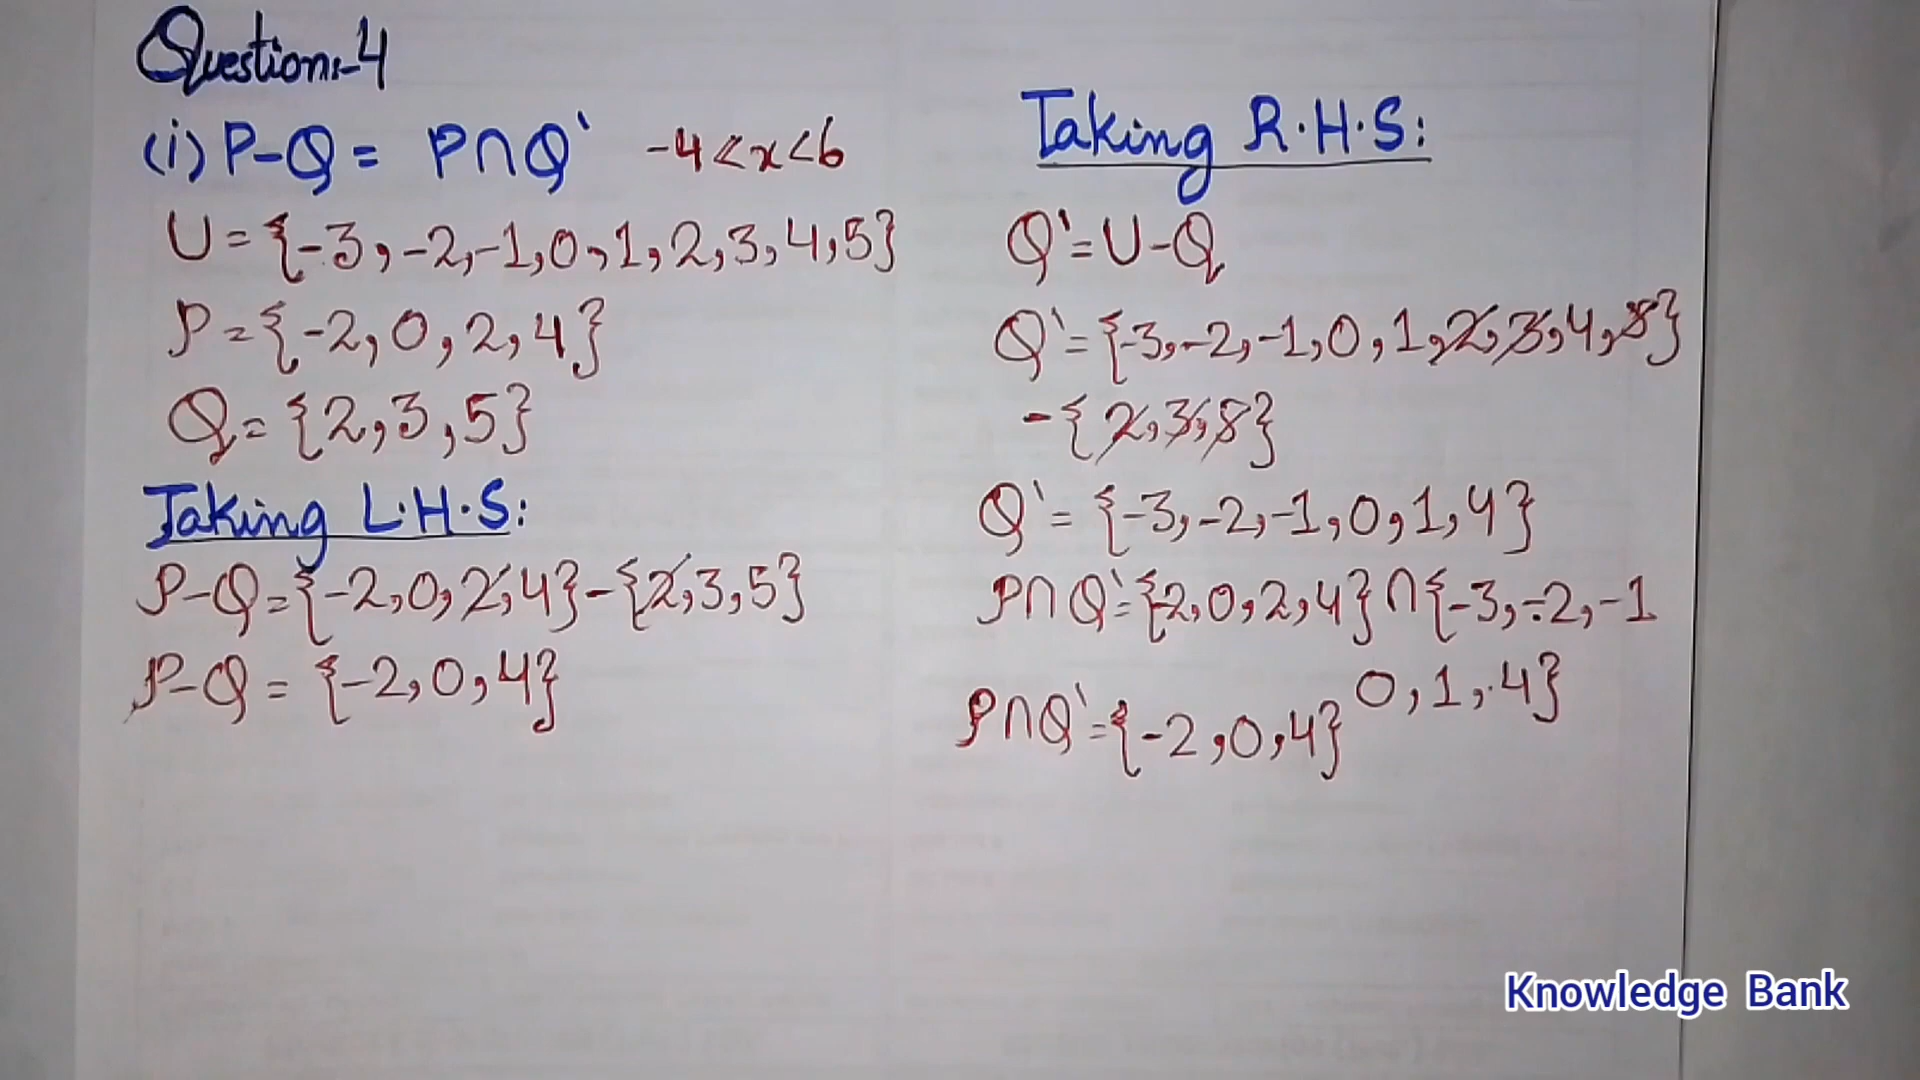 Question:-4
(i) P-Q = P∩Q' -4<x<6
U = {-3, -2, -1, 0, 1, 2, 3, 4, 5}
P = {-2, 0, 2, 4}
Q = {2, 3, 5}
Taking L.H.S:
P-Q = {-2, 0, 2, 4} - {2, 3, 5}
P-Q = {-2, 0, 4}
Taking R.H.S:
Q' = U-Q
Q' = {-3, -2, -1, 0, 1, 2, 3, 4, 5}
-{2, 3, 5}
Q' = {-3, -2, -1, 0, 1, 4}
P∩Q' = {-2, 0, 2, 4} ∩ {-3, -2, -1
0, 1, 4}
P∩Q' = {-2, 0, 4}
Knowledge Bank